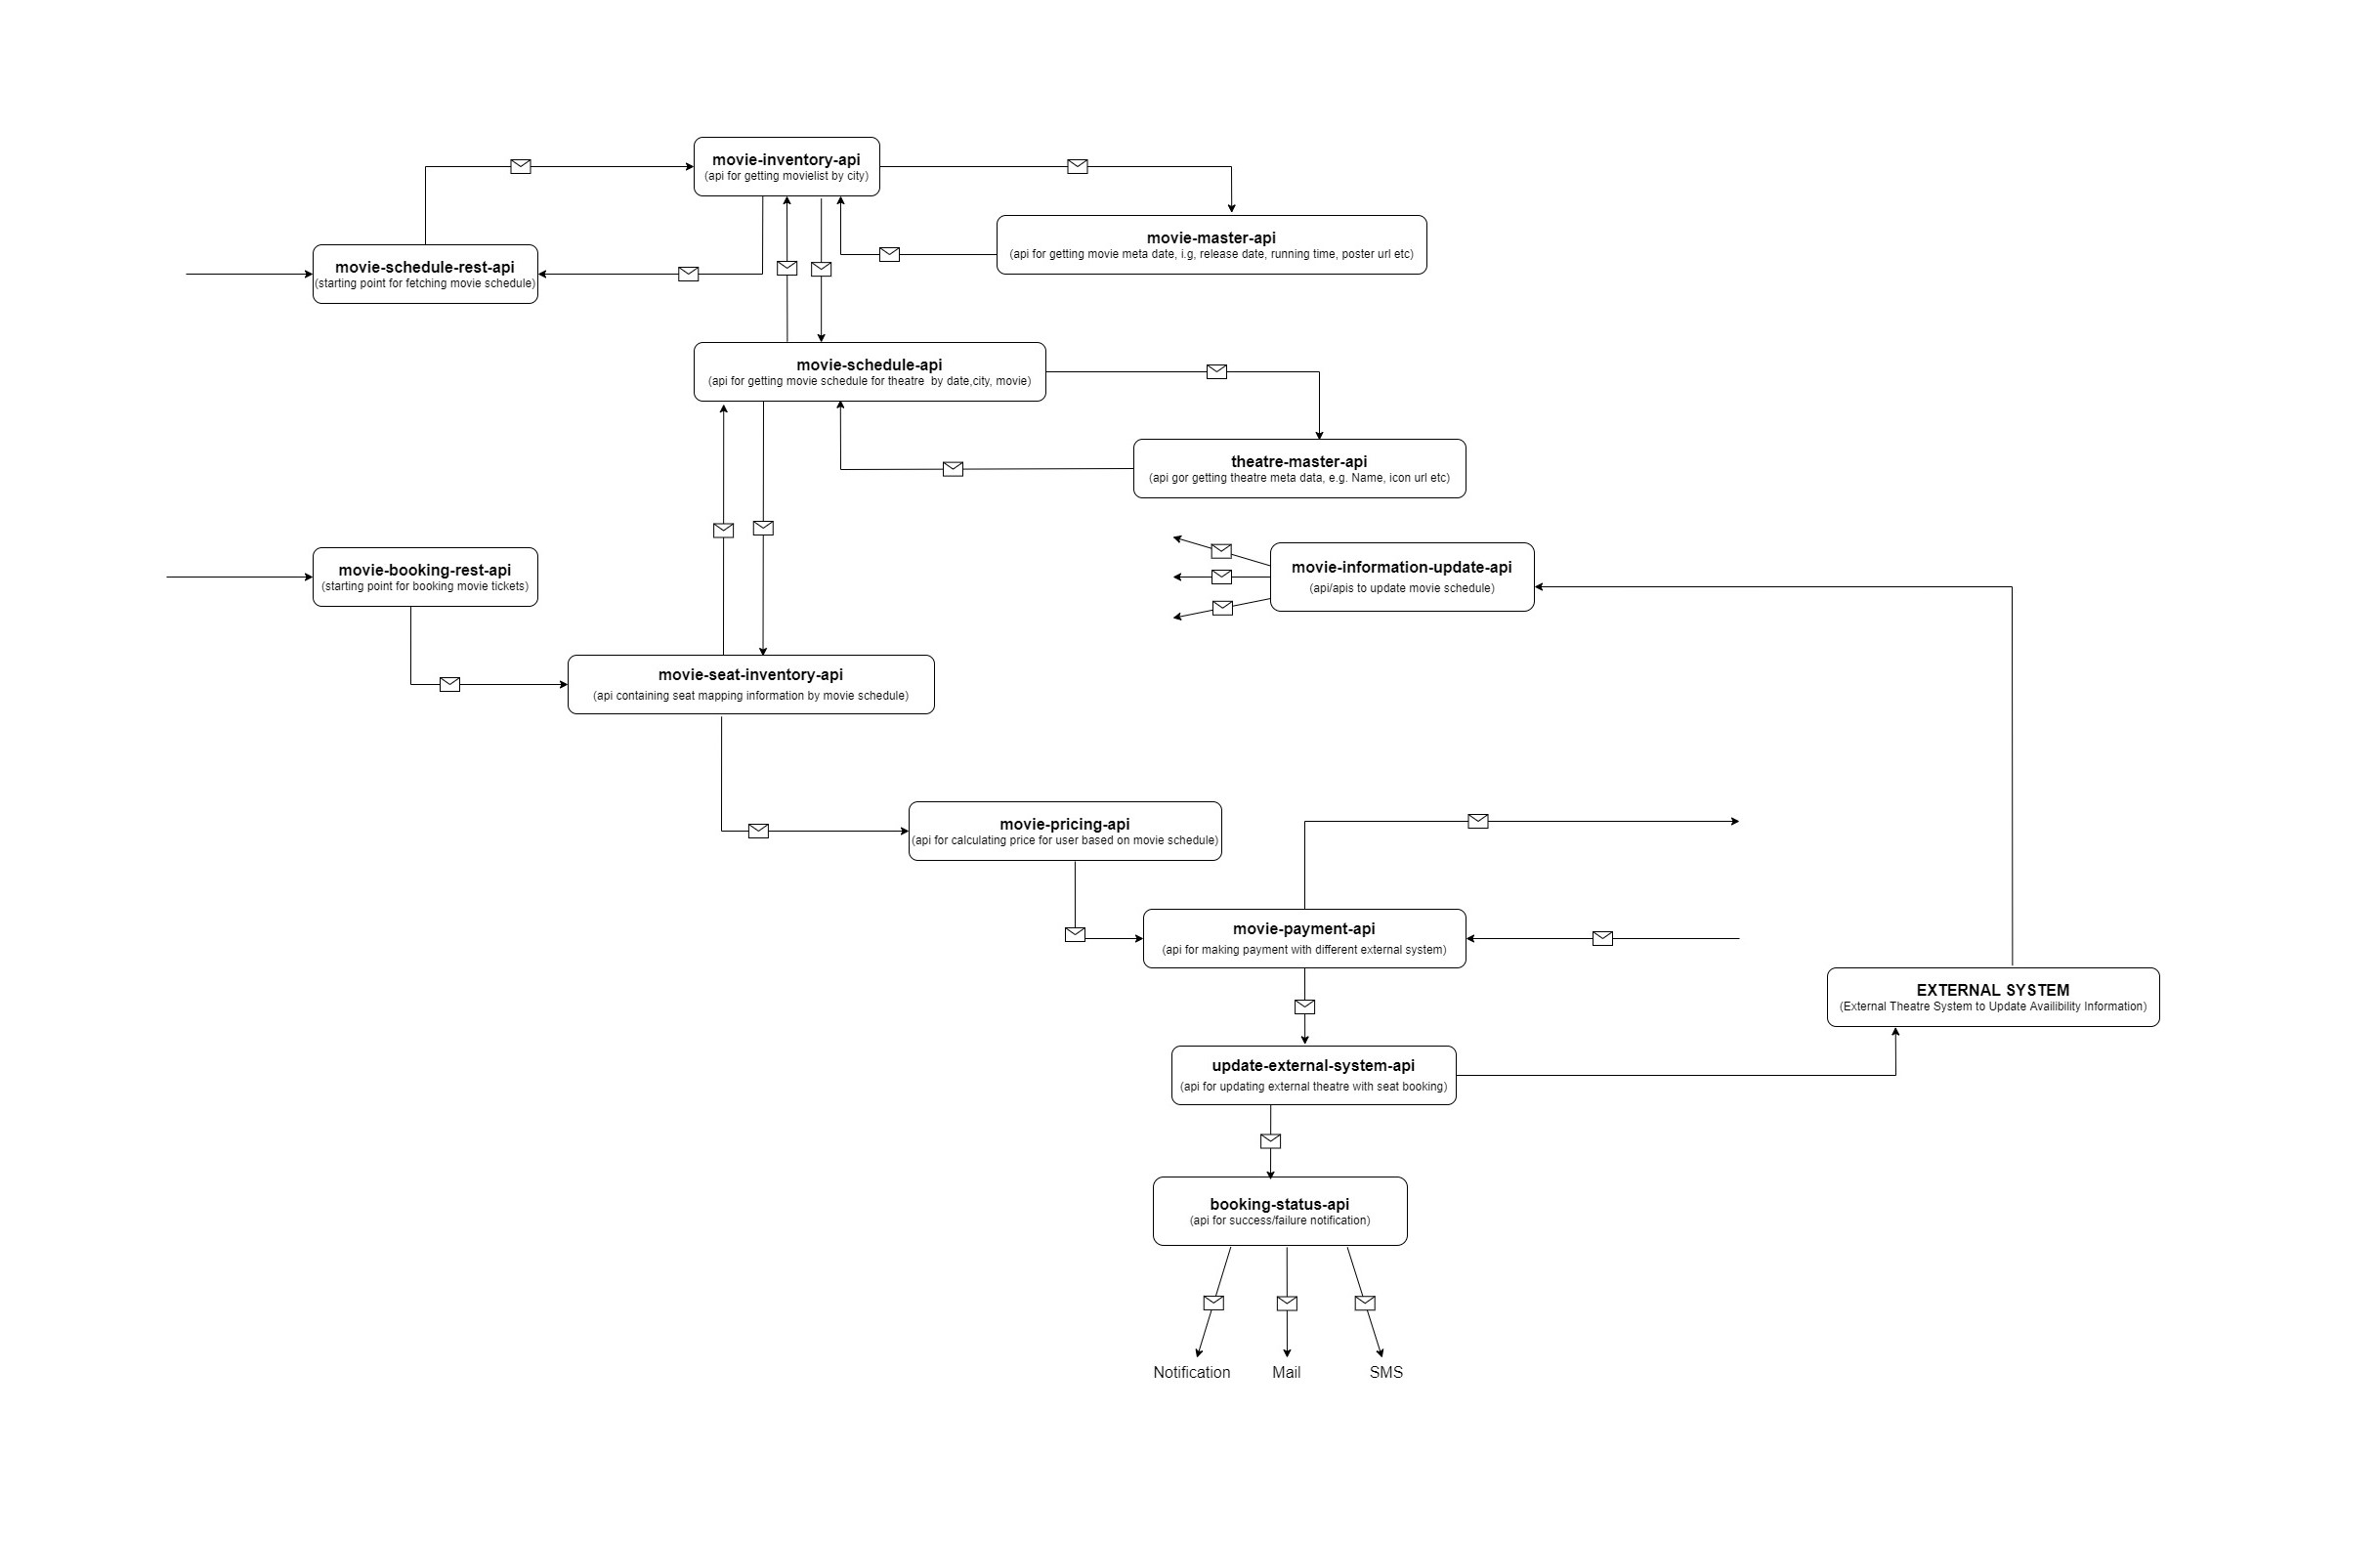 movie-inventory-api
(api for getting movielist by city)
movie-master-api
(api for getting movie meta date, i.g, release date, running time, poster url etc)
movie-schedule-rest-api
(starting point for fetching movie schedule)
movie-schedule-api
(api for getting movie schedule for theatre by date,city, movie)
theatre-master-api
(api gor getting theatre meta data, e.g. Name, icon url etc)
movie-booking-rest-api
(starting point for booking movie tickets)
movie-information-update-api
(api/apis to update movie schedule)
movie-seat-inventory-api
(api containing seat mapping information by movie schedule)
movie-pricing-api
(api for calculating price for user based on movie schedule)
movie-payment-api
(api for making payment with different external system)
EXTERNAL SYSTEM
(External Theatre System to Update Availibility Information)
update-external-system-api
(api for updating external theatre with seat booking)
booking-status-api
(api for success/failure notification)
Notification
Mail
SMS